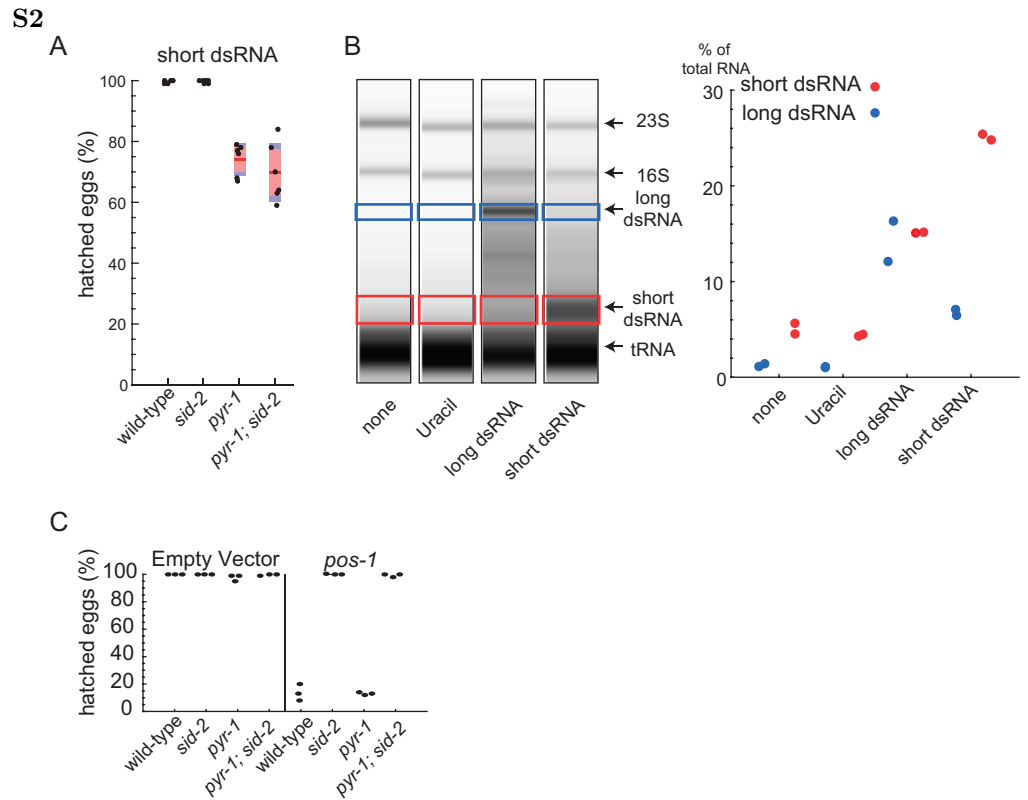 S2
A
short dsRNA
hatched eggs (%)
100
80
60
40
20
0
wild-type
sid-2
pyr-1
pyr-1; sid-2
B
23S
16S
long
dsRNA
short
dsRNA
tRNA
none
Uracil
long dsRNA
short dsRNA
% of
total RNA
30
20
10
0
short dsRNA
long dsRNA
none
Uracil
long dsRNA
short dsRNA
C
Empty Vector
pos-1
hatched eggs (%)
100
80
60
40
20
0
wild-type
sid-2
pyr-1
pyr-1; sid-2
wild-type
sid-2
pyr-1
pyr-1; sid-2